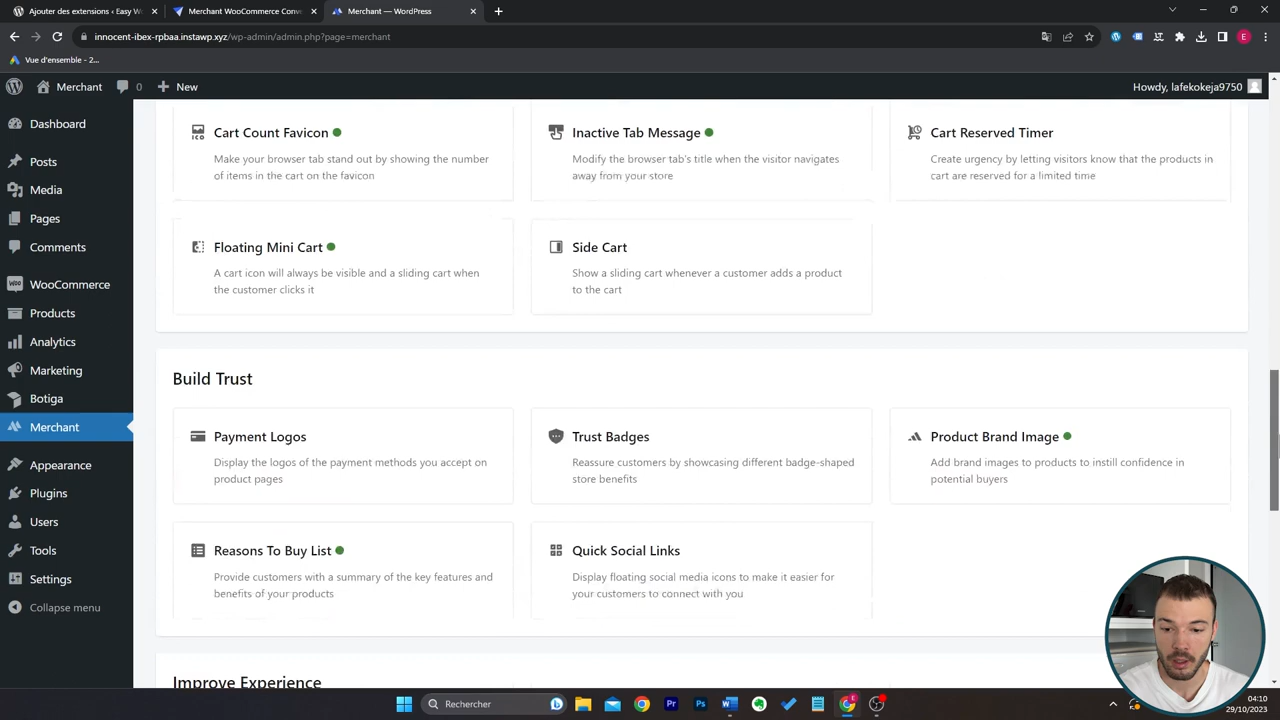 Ajouter des extensions ‹ Easy W
Merchant WooCommerce Conv
Merchant — WordPress
innocent-ibex-rpbaa.instawp.xyz/wp-admin/admin.php?page=merchant
E
Vue d'ensemble - 2...
Merchant
0
New
Howdy, lafekokeja9750
Dashboard
Posts
Media
Pages
Comments
WooCommerce
Products
Analytics
Marketing
Botiga
Merchant
Appearance
Plugins
Users
Tools
Settings
Collapse menu
Cart Count Favicon
Make your browser tab stand out by showing the number
of items in the cart on the favicon
Inactive Tab Message
Modify the browser tab's title when the visitor navigates
away from your store
Cart Reserved Timer
Create urgency by letting visitors know that the products in
cart are reserved for a limited time
Floating Mini Cart
A cart icon will always be visible and a sliding cart when
the customer clicks it
Side Cart
Show a sliding cart whenever a customer adds a product
to the cart
Build Trust
Payment Logos
Display the logos of the payment methods you accept on
product pages
Trust Badges
Reassure customers by showcasing different badge-shaped
store benefits
Product Brand Image
Add brand images to products to instill confidence in
potential buyers
Reasons To Buy List
Provide customers with a summary of the key features and
benefits of your products
Quick Social Links
Display floating social media icons to make it easier for
your customers to connect with you
Improve Experience
Rechercher
04:10
29/10/2023